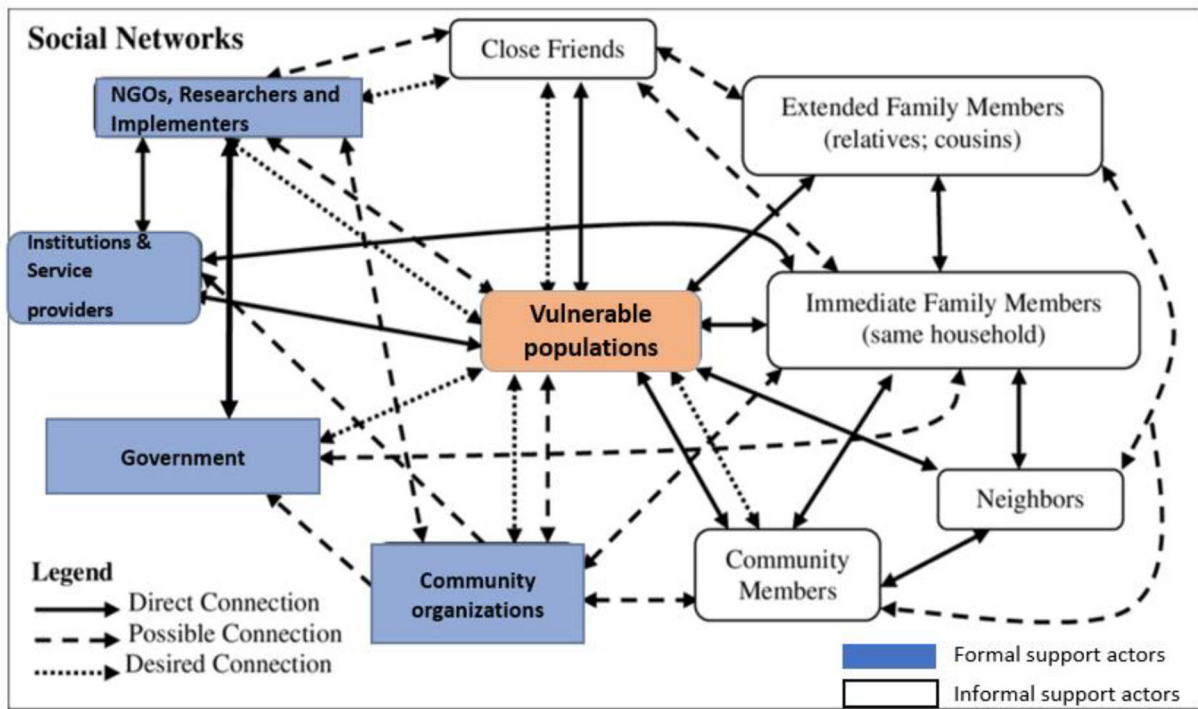 Social Networks
Close Friends
NGOs, Researchers and
Implementers
Extended Family Members
(relatives; cousins)
Institutions &
Service
providers
Vulnerable
populations
Immediate Family Members
(same household)
Government
Neighbors
Community
organizations
Community
Members
Legend
Direct Connection
Possible Connection
Desired Connection
Formal support actors
Informal support actors